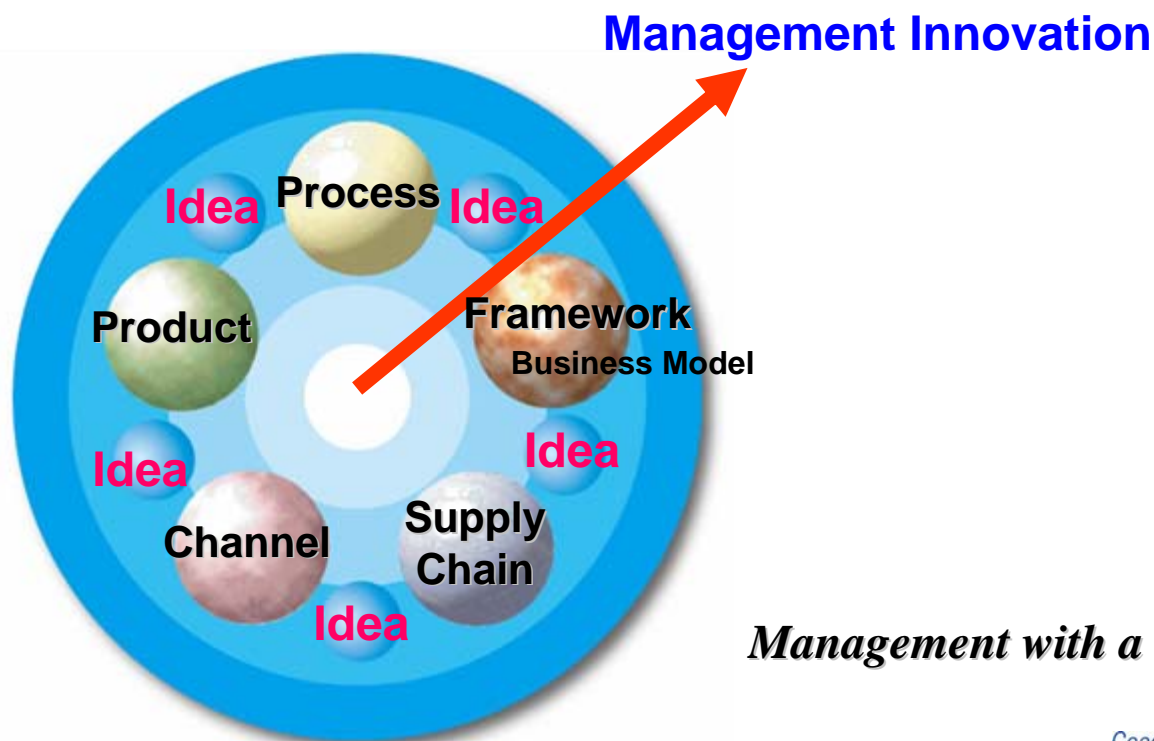 Management Innovation
Idea
Process
Idea
Product
Framework
Business Model
Idea
Idea
Channel
Supply
Chain
Idea
Management with a